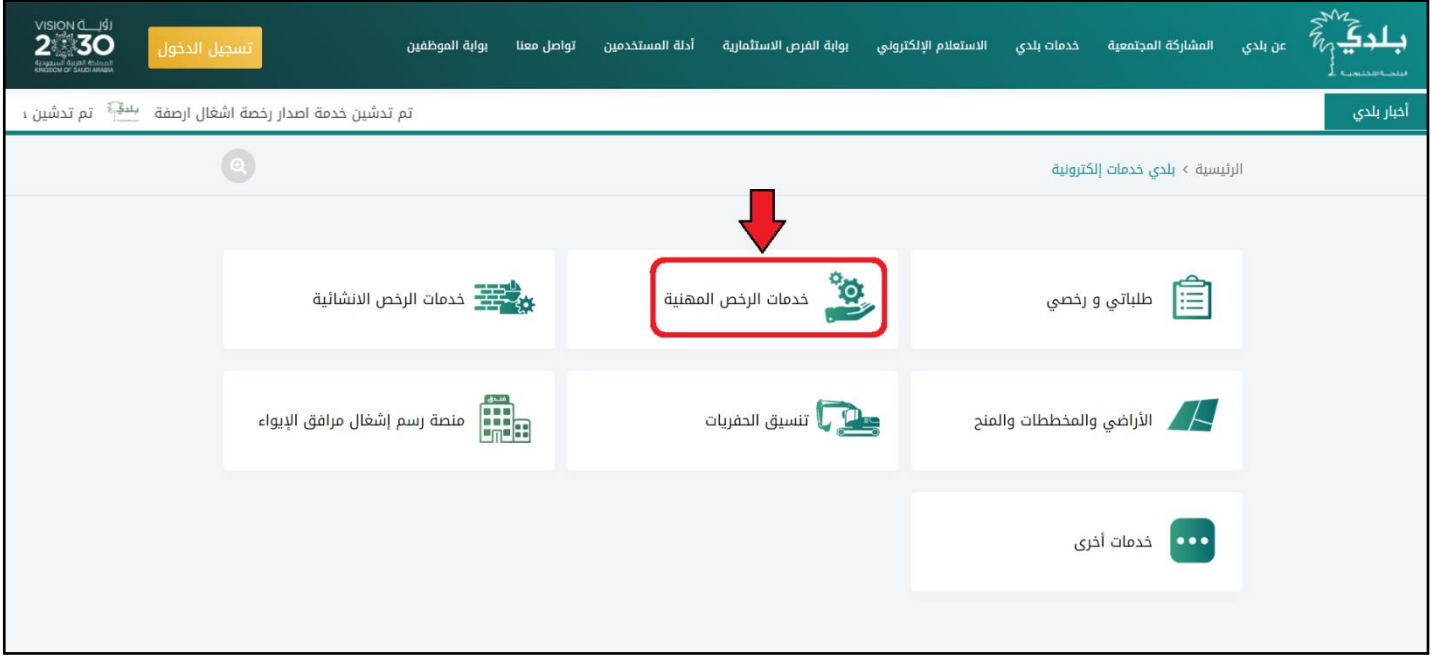 بلدي
عن بلدي
المشاركة المجتمعية
خدمات بلدي
الاستعلام الإلكتروني
بوابة الفرص الاستثمارية
أدلة المستخدمين
تواصل معنا
بوابة الموظفين
تسجيل الدخول
VISION رؤية
2030
المملكة العربية السعودية
KINGDOM OF SAUDI ARABIA
أخبار بلدي
تم تدشين خدمة اصدار رخصة اشغال ارصفة بلدي تم تدشين
الرئيسية > بلدي خدمات إلكترونية
طلباتي و رخصي
خدمات الرخص المهنية
خدمات الرخص الانشائية
الأراضي والمخططات والمنح
تنسيق الحفريات
فندق
منصة رسم إشغال مرافق الإيواء
خدمات أخرى